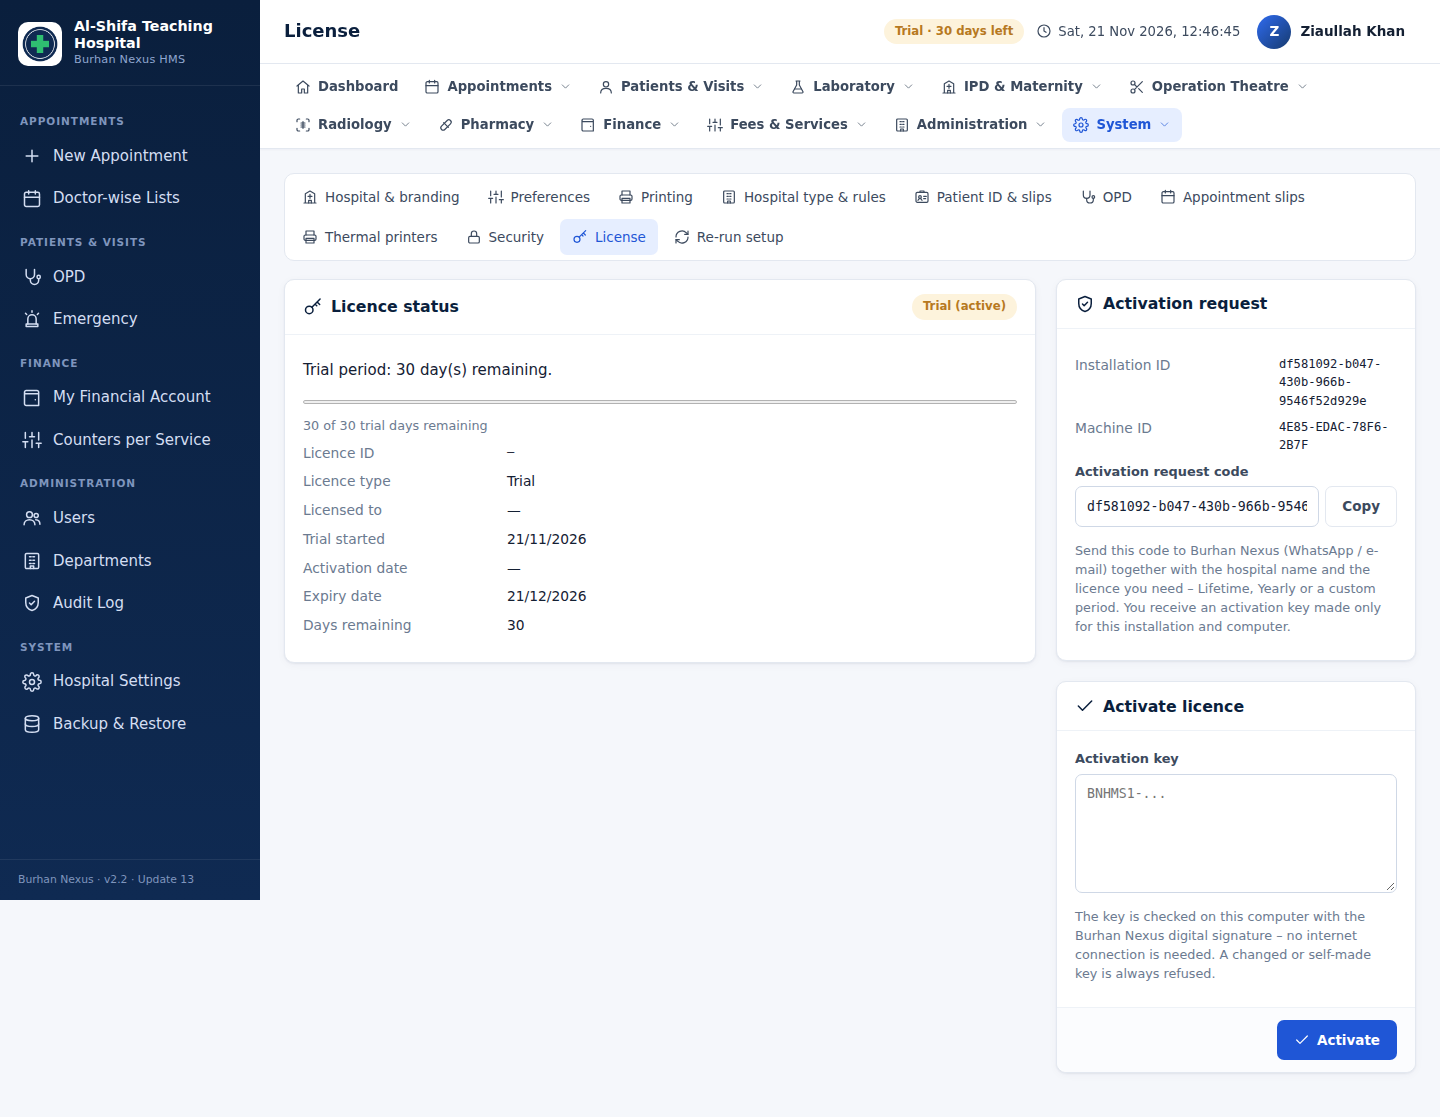 Al-Shifa Teaching
Hospital
Burhan Nexus HMS
APPOINTMENTS
New Appointment
Doctor-wise Lists
PATIENTS & VISITS
OPD
Emergency
FINANCE
My Financial Account
Counters per Service
ADMINISTRATION
Users
Departments
Audit Log
SYSTEM
Hospital Settings
Backup & Restore
Burhan Nexus · v2.2 · Update 13
License
Trial · 30 days left
Sat, 21 Nov 2026, 12:46:45
Z
Ziaullah Khan
Dashboard Appointments Patients & Visits Laboratory IPD & Maternity Operation Theatre
Radiology Pharmacy Finance Fees & Services Administration System
Hospital & branding Preferences Printing Hospital type & rules Patient ID & slips OPD Appointment slips
Thermal printers Security License Re-run setup
Licence status
Trial (active)
Trial period: 30 day(s) remaining.
30 of 30 trial days remaining
Licence ID –
Licence type Trial
Licensed to —
Trial started 21/11/2026
Activation date —
Expiry date 21/12/2026
Days remaining 30
Activation request
Installation ID df581092-b047-
430b-966b-
9546f52d929e
Machine ID 4E85-EDAC-78F6-
2B7F
Activation request code
df581092-b047-430b-966b-9546
Copy
Send this code to Burhan Nexus (WhatsApp / e-
mail) together with the hospital name and the
licence you need – Lifetime, Yearly or a custom
period. You receive an activation key made only
for this installation and computer.
Activate licence
Activation key
BNHMS1-...
The key is checked on this computer with the
Burhan Nexus digital signature – no internet
connection is needed. A changed or self-made
key is always refused.
Activate